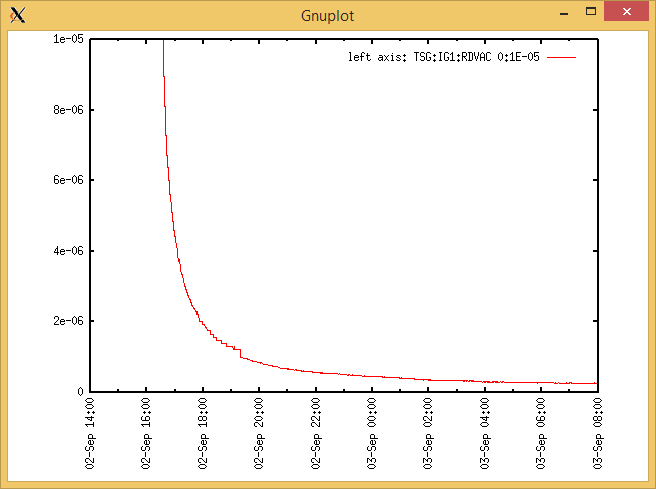 Gnuplot
1e-05
left axis: TSG:IG1:RDVAC 0:1E-05
8e-06
6e-06
4e-06
2e-06
0
02-Sep 14:00
02-Sep 16:00
02-Sep 18:00
02-Sep 20:00
02-Sep 22:00
03-Sep 00:00
03-Sep 02:00
03-Sep 04:00
03-Sep 06:00
03-Sep 08:00